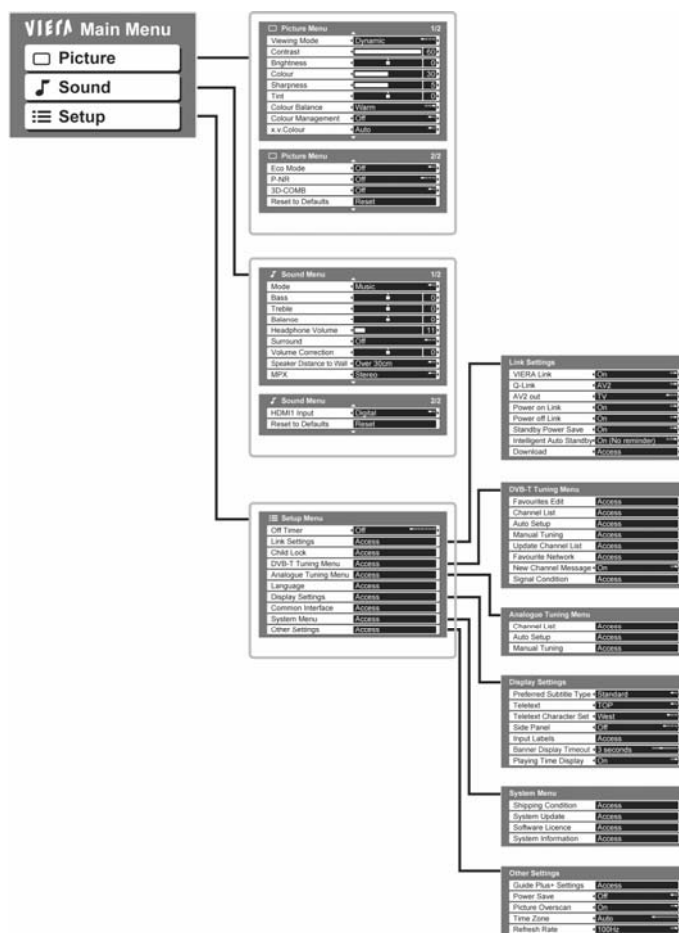 VIERA Main Menu
Picture
Sound
Setup
Picture Menu 1/2
Viewing Mode Dynamic
Contrast 60
Brightness 0
Colour 30
Sharpness 5
Tint 0
Colour Balance Warm
Colour Management Off
x.v.Colour Auto
Picture Menu 2/2
Eco Mode Off
P-NR Off
3D-COMB Off
Reset to Defaults Reset
Sound Menu 1/2
Mode Music
Bass 0
Treble 0
Balance 0
Headphone Volume 11
Surround Off
Volume Correction 0
Speaker Distance to Wall Over 30cm
MPX Stereo
Sound Menu 2/2
HDMI1 Input Digital
Reset to Defaults Reset
Setup Menu
Off Timer Off
Link Settings Access
Child Lock Access
DVB-T Tuning Menu Access
Analogue Tuning Menu Access
Language Access
Display Settings Access
Common Interface Access
System Menu Access
Other Settings Access
Link Settings
VIERA Link On
Q-Link AV2
AV2 out TV
Power on Link On
Power off Link On
Standby Power Save On
Intelligent Auto Standby On (No reminder)
Download Access
DVB-T Tuning Menu
Favourites Edit Access
Channel List Access
Auto Setup Access
Manual Tuning Access
Update Channel List Access
Favourite Network Access
New Channel Message On
Signal Condition Access
Analogue Tuning Menu
Channel List Access
Auto Setup Access
Manual Tuning Access
Display Settings
Preferred Subtitle Type Standard
Teletext TOP
Teletext Character Set West
Side Panel Off
Input Labels Access
Banner Display Timeout 3 seconds
Playing Time Display On
System Menu
Shipping Condition Access
System Update Access
Software Licence Access
System Information Access
Other Settings
Guide Plus+ Settings Access
Power Save Off
Picture Overscan On
Time Zone Auto
Refresh Rate 100Hz